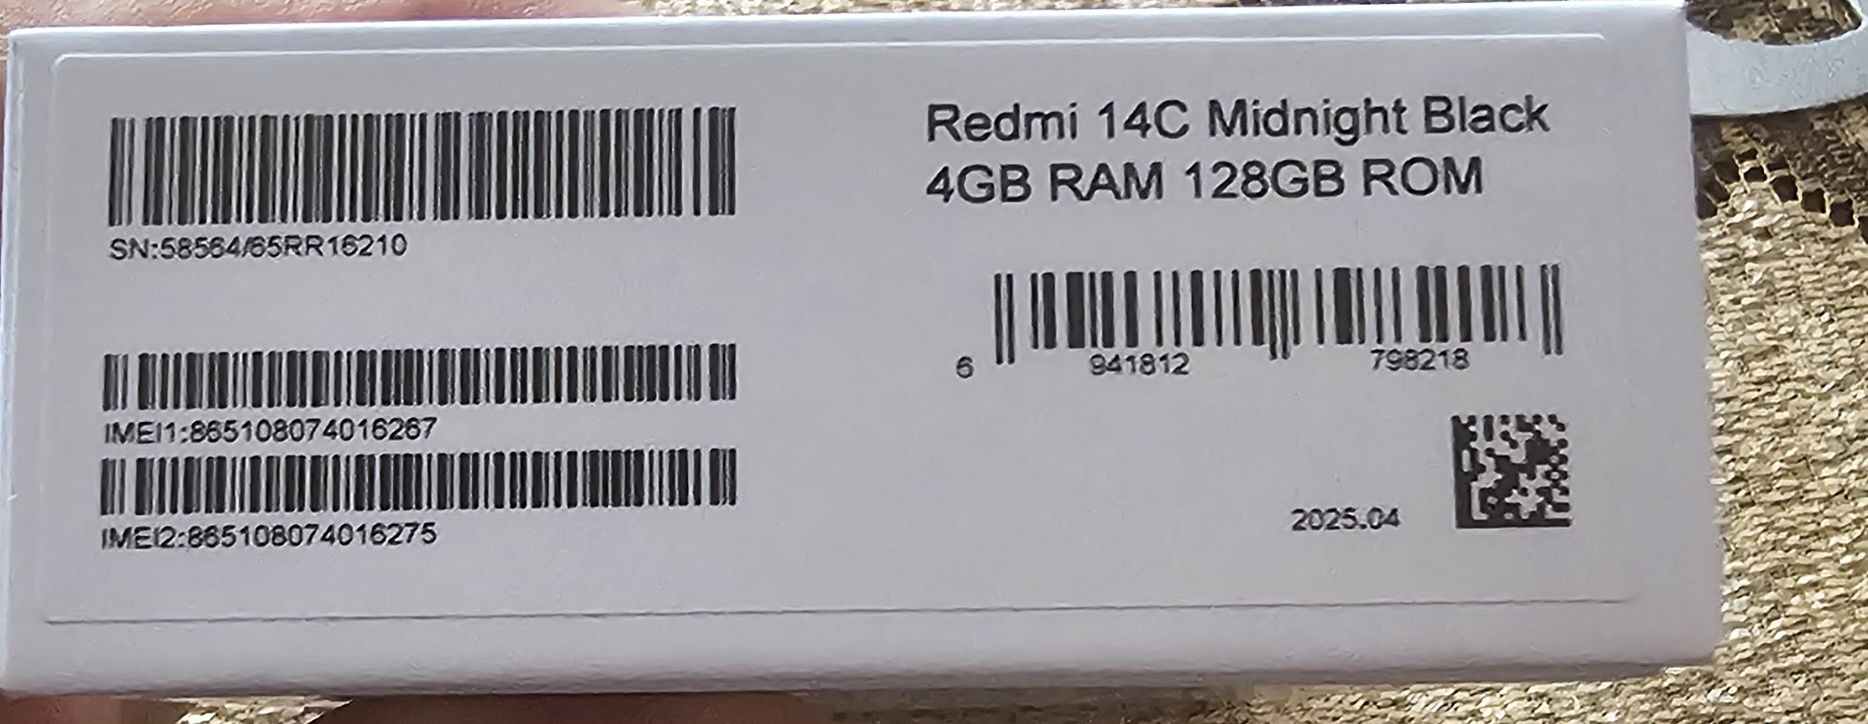 Redmi 14C Midnight Black
4GB RAM 128GB ROM
SN:58564/65RR16210
6 941812 798218
IMEI1:865108074016267
IMEI2:865108074016275
2025.04